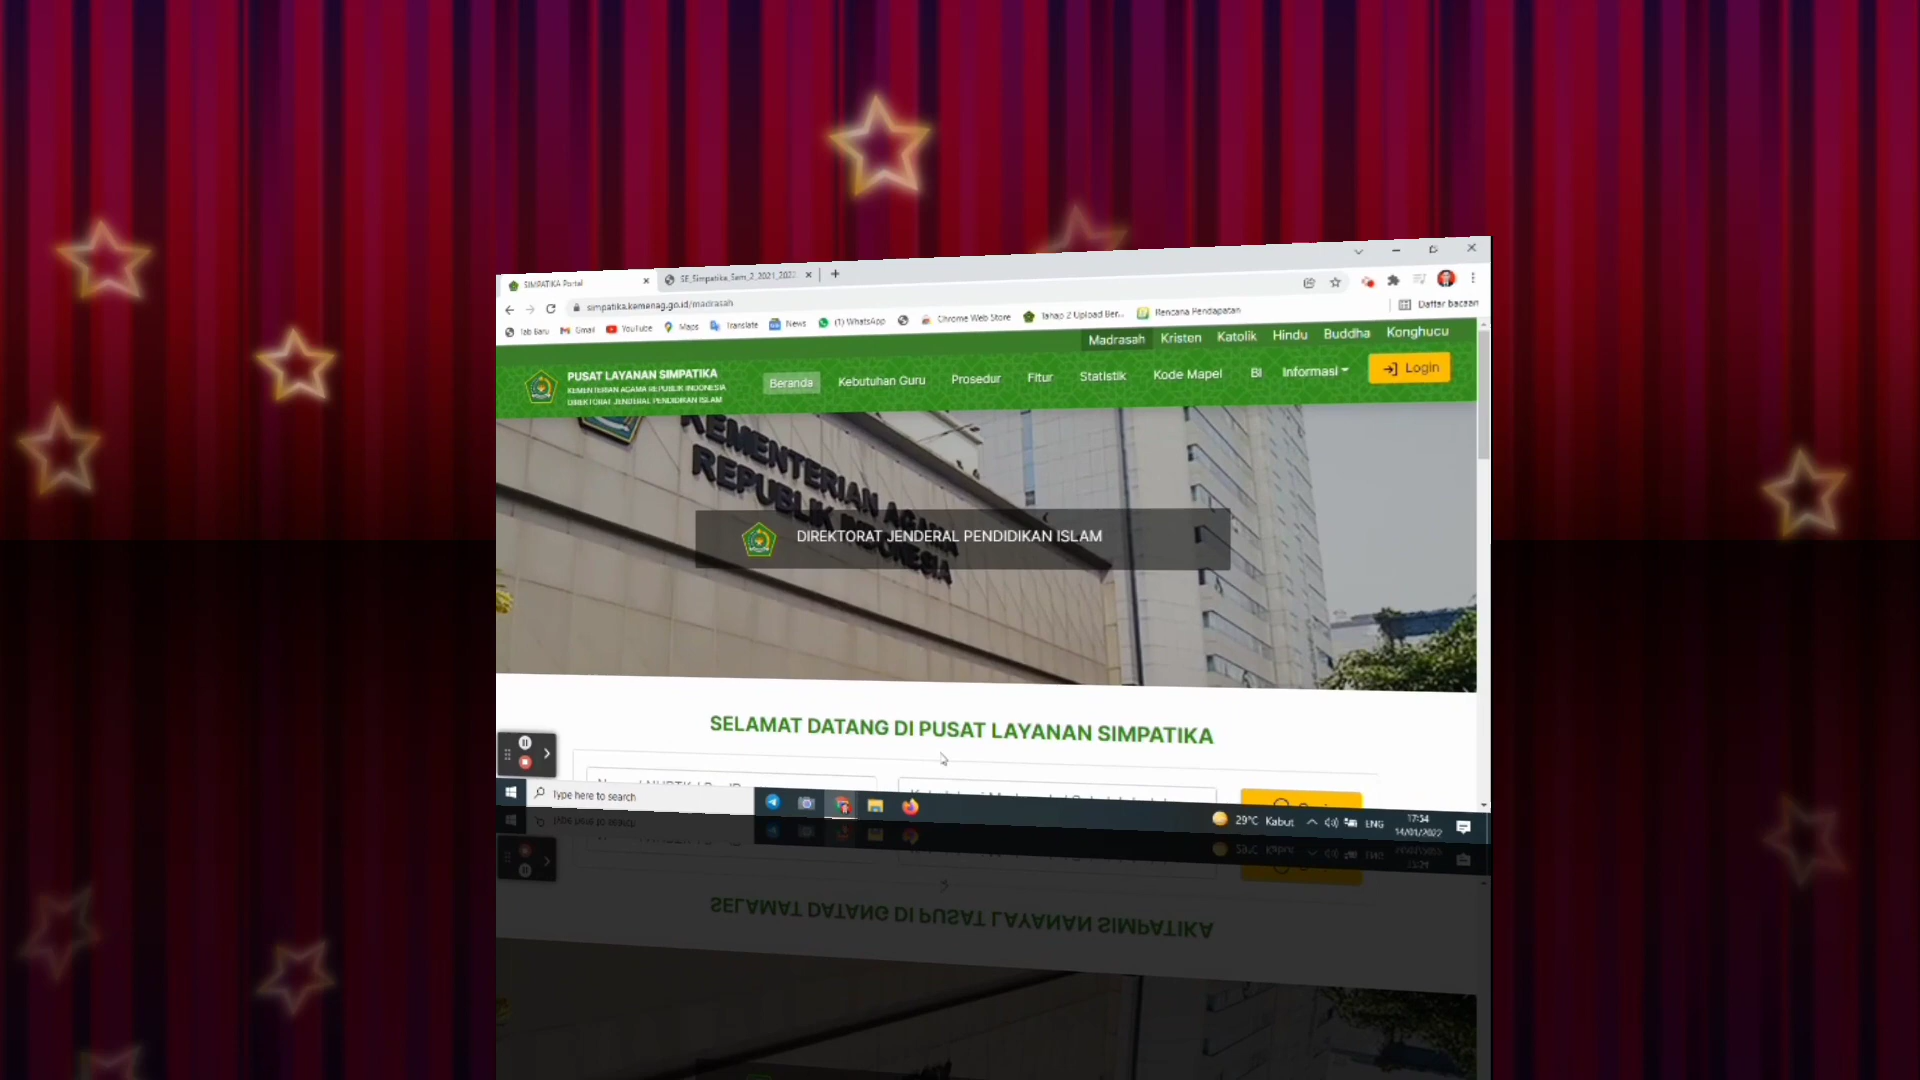 SIMPATIKA Portal
SE_Simpatika_Sem_2_2021_2022
simpatika.kemenag.go.id/madrasah
Tab Baru Gmail YouTube Maps Translate News (1) WhatsApp Chrome Web Store Tahap 2 Upload Ber... Rencana Pendapatan Daftar bacaan
Madrasah Kristen Katolik Hindu Buddha Konghucu
PUSAT LAYANAN SIMPATIKA
KEMENTERIAN AGAMA REPUBLIK INDONESIA
DIREKTORAT JENDERAL PENDIDIKAN ISLAM
Beranda Kebutuhan Guru Prosedur Fitur Statistik Kode Mapel BI Informasi Login
KEMENTERIAN AGAMA
REPUBLIK INDONESIA
DIREKTORAT JENDERAL PENDIDIKAN ISLAM
SELAMAT DATANG DI PUSAT LAYANAN SIMPATIKA
Type here to search
29°C Kabut ENG
17:54
14/01/2022